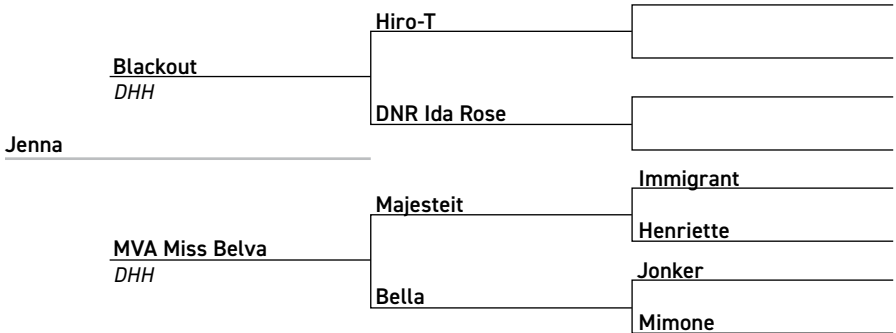 Hiro-T
Blackout
DHH
DNR Ida Rose
Jenna
Immigrant
Majesteit
Henriette
MVA Miss Belva
DHH
Jonker
Bella
Mimone